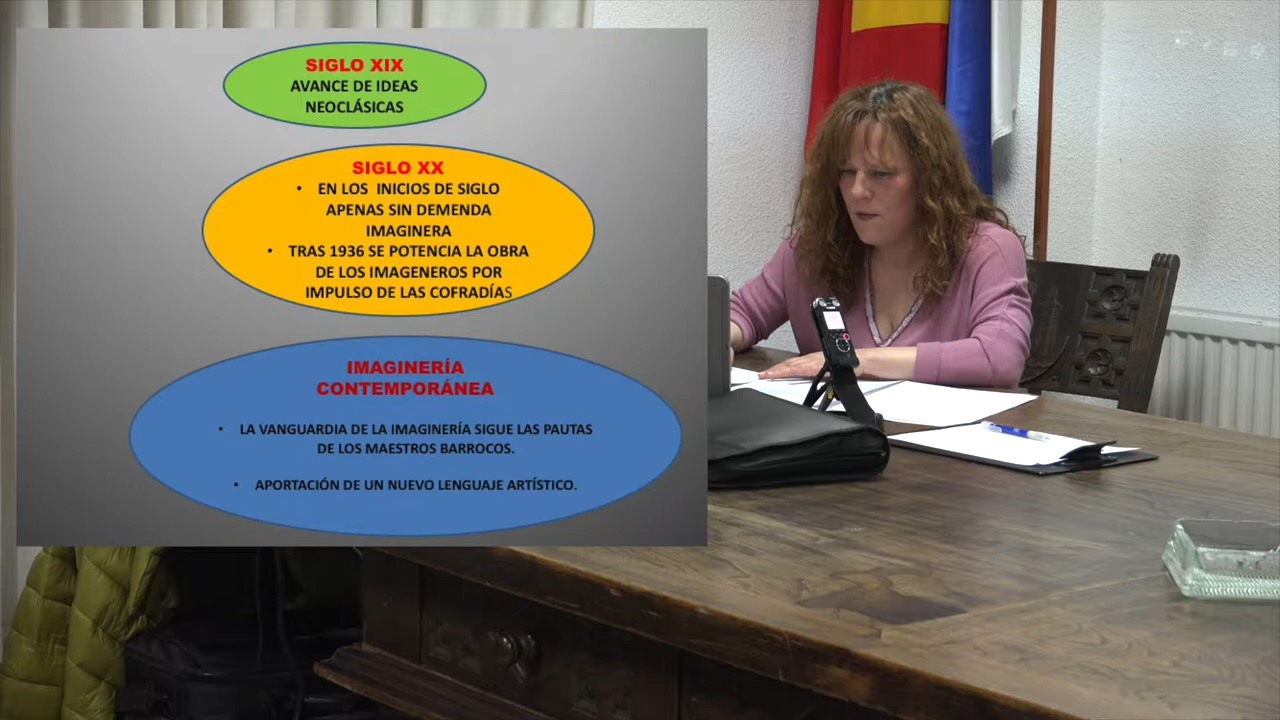 SIGLO XIX
AVANCE DE IDEAS
NEOCLÁSICAS
SIGLO XX
• EN LOS INICIOS DE SIGLO
APENAS SIN DEMENDA
IMAGINERA
• TRAS 1936 SE POTENCIA LA OBRA
DE LOS IMAGENEROS POR
IMPULSO DE LAS COFRADÍAS
IMAGINERÍA
CONTEMPORÁNEA
• LA VANGUARDIA DE LA IMAGINERÍA SIGUE LAS PAUTAS
DE LOS MAESTROS BARROCOS.
• APORTACIÓN DE UN NUEVO LENGUAJE ARTÍSTICO.